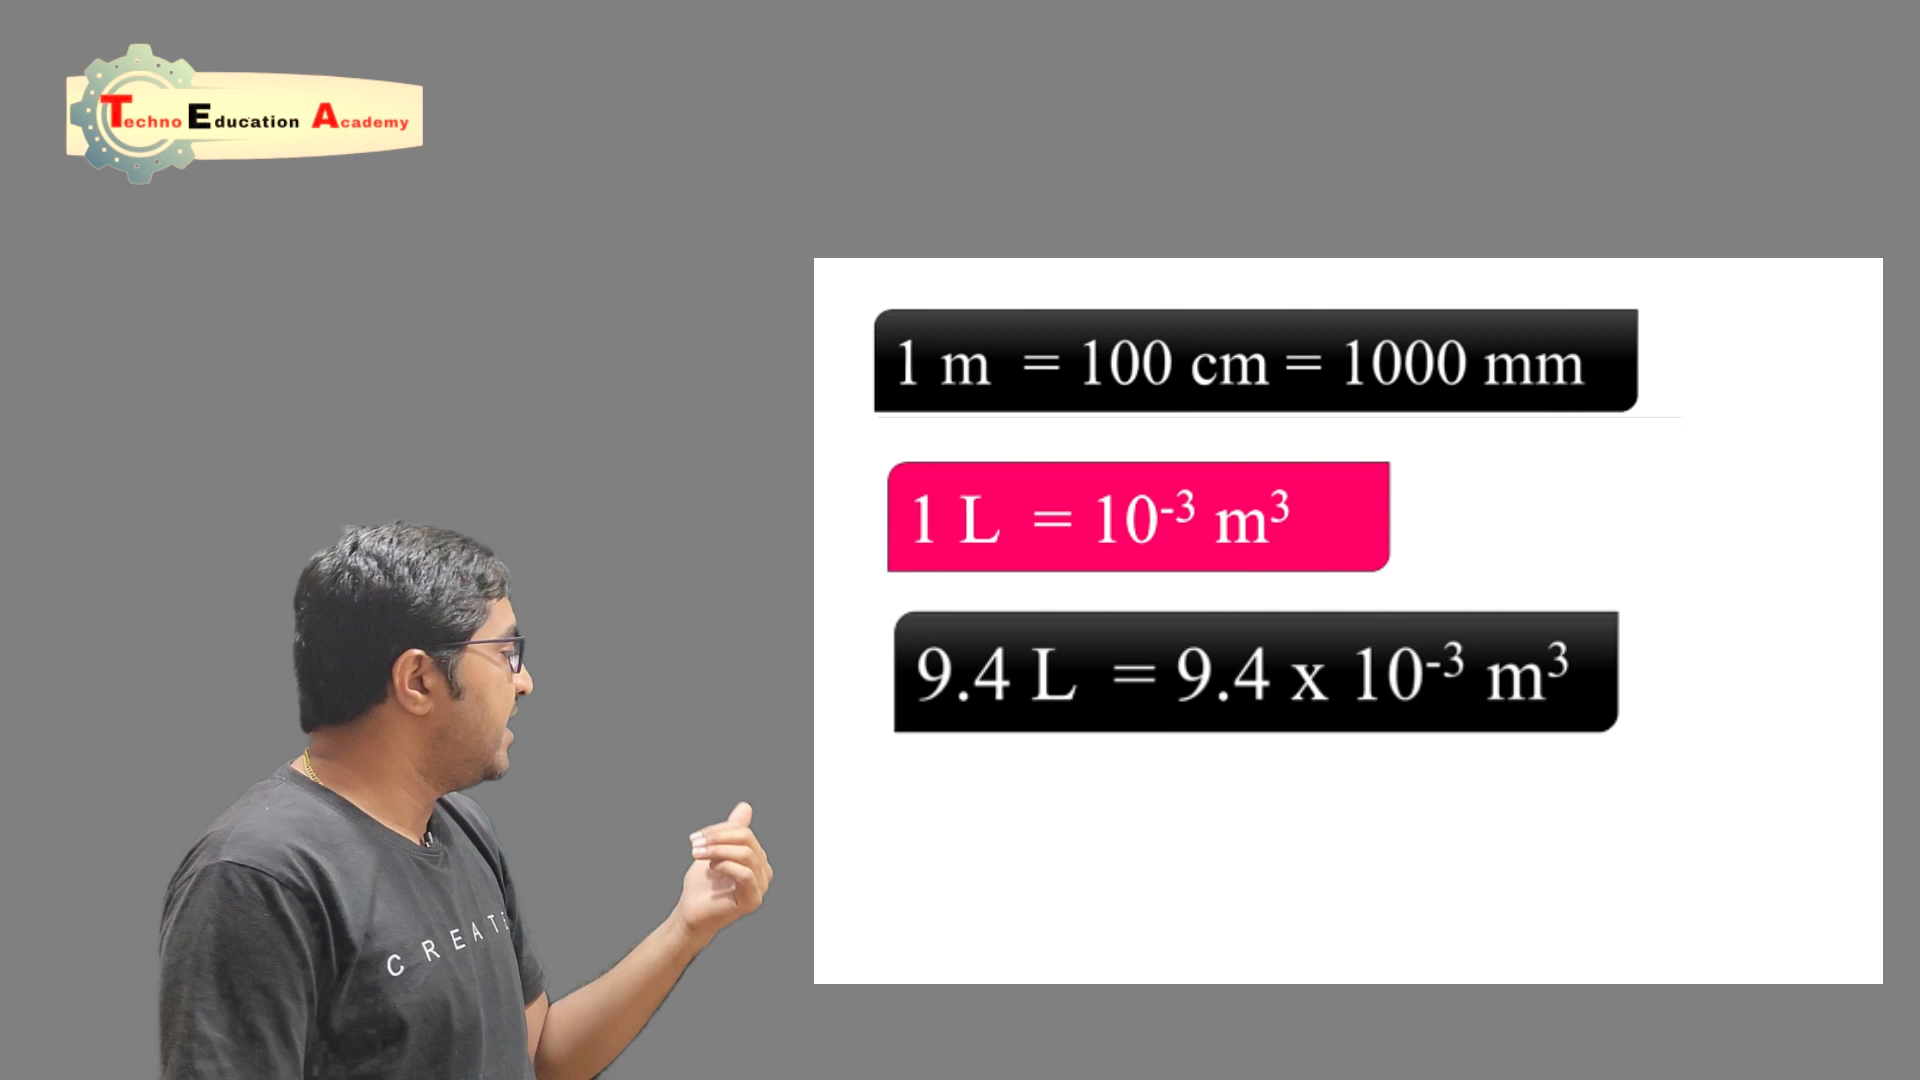 Techno Education Academy
1 m = 100 cm = 1000 mm
1 L = 10⁻³ m³
9.4 L = 9.4 x 10⁻³ m³
CREATE